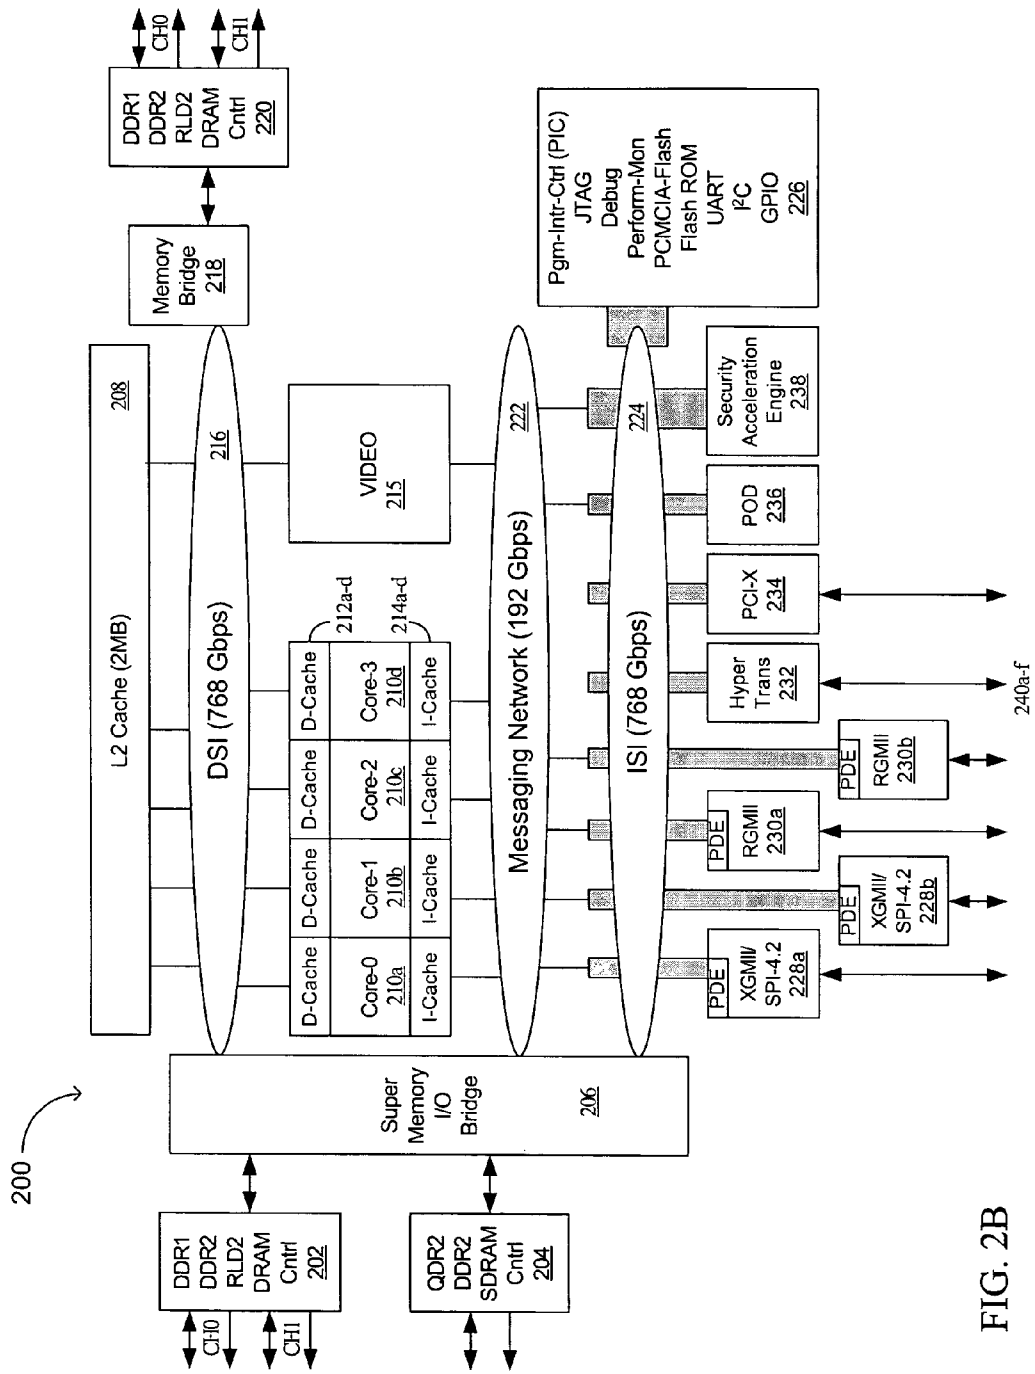 200
DDR1
DDR2
RLD2
DRAM
Cntrl
202
CH0
CH1
QDR2
DDR2
SDRAM
Cntrl
204
Super
Memory
I/O
Bridge
206
L2 Cache (2MB)
208
DSI (768 Gbps)
216
Memory
Bridge
218
DDR1
DDR2
RLD2
DRAM
Cntrl
220
CH0
CH1
D-Cache
Core-0
210a
I-Cache
D-Cache
Core-1
210b
I-Cache
D-Cache
Core-2
210c
I-Cache
D-Cache
Core-3
210d
I-Cache
212a-d
214a-d
VIDEO
215
Messaging Network (192 Gbps)
222
ISI (768 Gbps)
224
Pgm-Intr-Ctrl (PIC)
JTAG
Debug
Perform-Mon
PCMCIA-Flash
Flash ROM
UART
I²C
GPIO
226
PDE
XGMII/
SPI-4.2
228a
PDE
XGMII/
SPI-4.2
228b
PDE
RGMII
230a
PDE
RGMII
230b
Hyper
Trans
232
PCI-X
234
POD
236
Security
Acceleration
Engine
238
240a-f
FIG. 2B